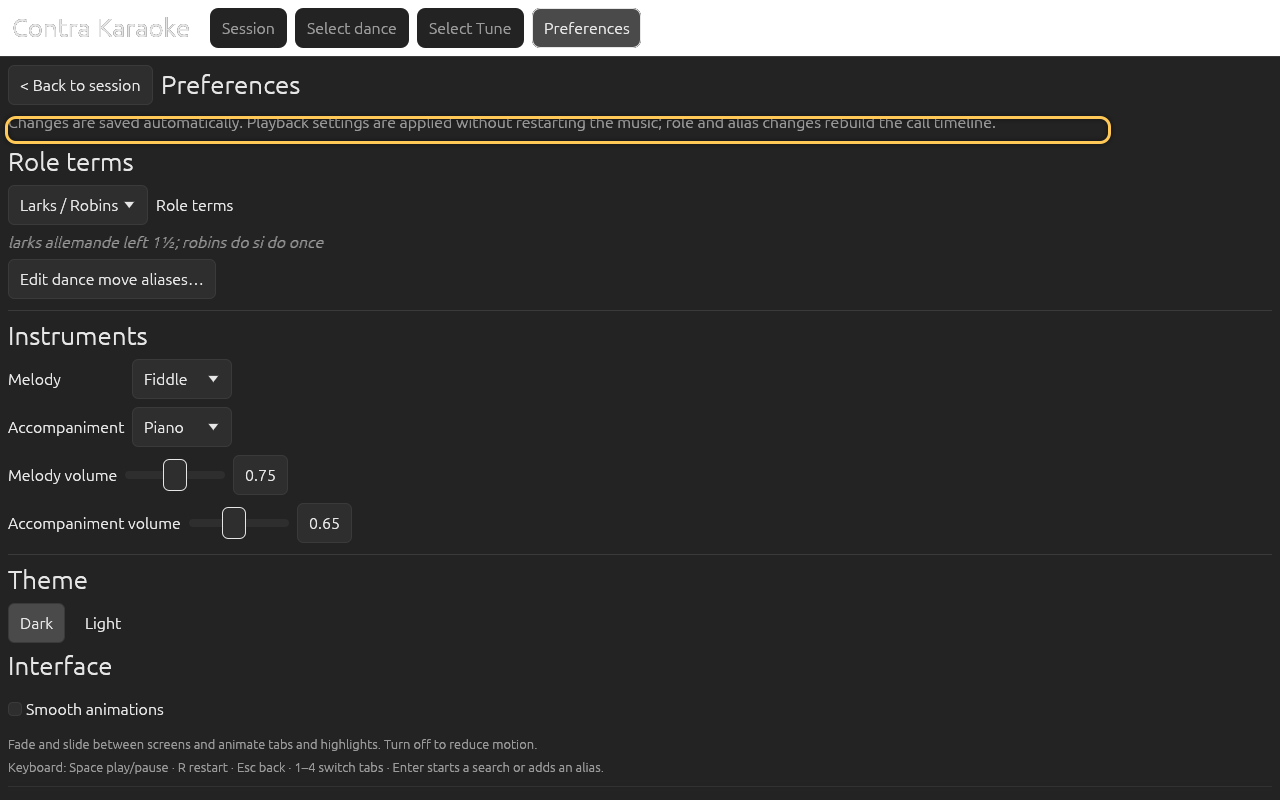 Contra Karaoke
Session
Select dance
Select Tune
Preferences
< Back to session
Preferences
Changes are saved automatically. Playback settings are applied without restarting the music; role and alias changes rebuild the call timeline.
Role terms
Larks / Robins
Role terms
larks allemande left 1½; robins do si do once
Edit dance move aliases…
Instruments
Melody
Fiddle
Accompaniment
Piano
Melody volume
0.75
Accompaniment volume
0.65
Theme
Dark
Light
Interface
Smooth animations
Fade and slide between screens and animate tabs and highlights. Turn off to reduce motion.
Keyboard: Space play/pause · R restart · Esc back · 1–4 switch tabs · Enter starts a search or adds an alias.